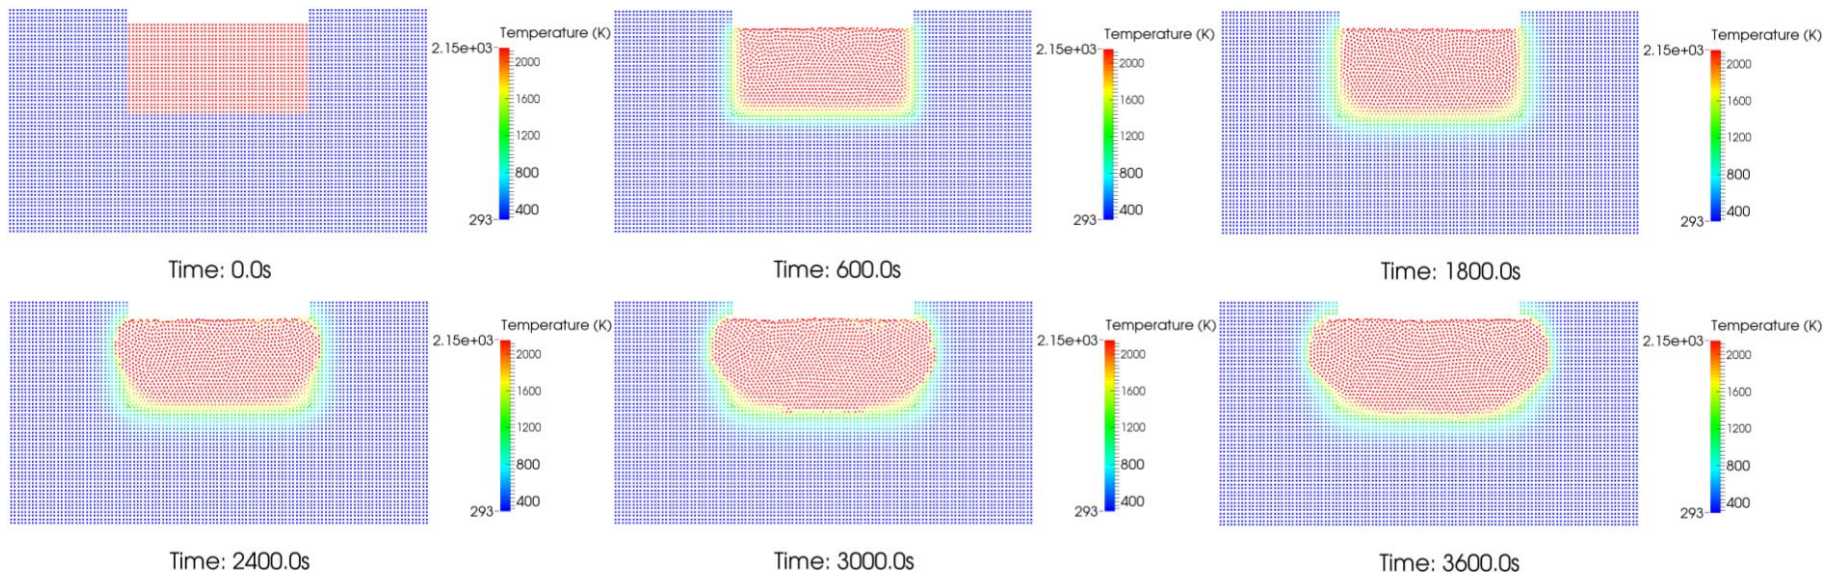 Temperature (K)
2.15e+03
2000
1600
1200
800
400
293
Time: 0.0s
Temperature (K)
2.15e+03
2000
1600
1200
800
400
293
Time: 600.0s
Temperature (K)
2.15e+03
2000
1600
1200
800
400
293
Time: 1800.0s
Temperature (K)
2.15e+03
2000
1600
1200
800
400
293
Time: 2400.0s
Temperature (K)
2.15e+03
2000
1600
1200
800
400
293
Time: 3000.0s
Temperature (K)
2.15e+03
2000
1600
1200
800
400
293
Time: 3600.0s